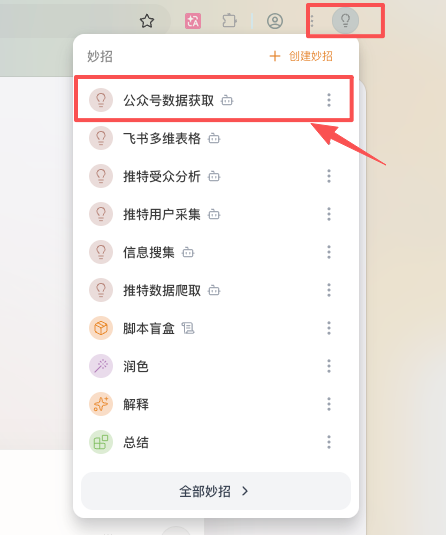 妙招
＋ 创建妙招
公众号数据获取
飞书多维表格
推特受众分析
推特用户采集
信息搜集
推特数据爬取
脚本盲盒
润色
解释
总结
全部妙招